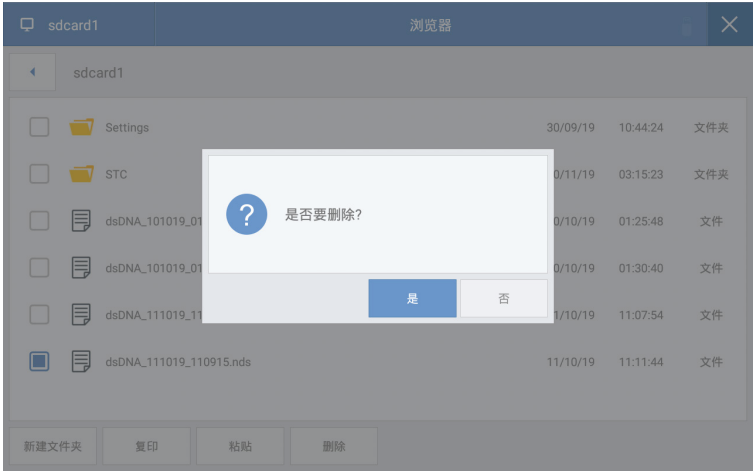 sdcard1
浏览器
sdcard1
Settings 30/09/19 10:44:24 文件夹
STC 0/11/19 03:15:23 文件夹
dsDNA_101019_01 0/10/19 01:25:48 文件
dsDNA_101019_01 0/10/19 01:30:40 文件
dsDNA_111019_11 1/10/19 11:07:54 文件
dsDNA_111019_110915.nds 11/10/19 11:11:44 文件
?
是否要删除?
是 否
新建文件夹 复印 粘贴 删除